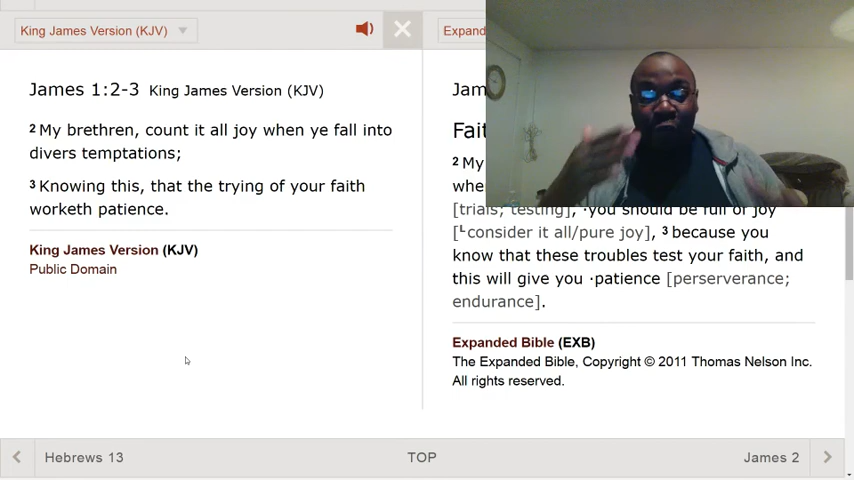 King James Version (KJV)
James 1:2-3 King James Version (KJV)
2 My brethren, count it all joy when ye fall into
divers temptations;
3 Knowing this, that the trying of your faith
worketh patience.
King James Version (KJV)
Public Domain
Expand
Jam
Fait
2 My
when
[trials; testing], ·you should be full of joy
[Lconsider it all/pure joy], 3 because you
know that these troubles test your faith, and
this will give you ·patience [perserverance;
endurance].
Expanded Bible (EXB)
The Expanded Bible, Copyright © 2011 Thomas Nelson Inc.
All rights reserved.
Hebrews 13
TOP
James 2